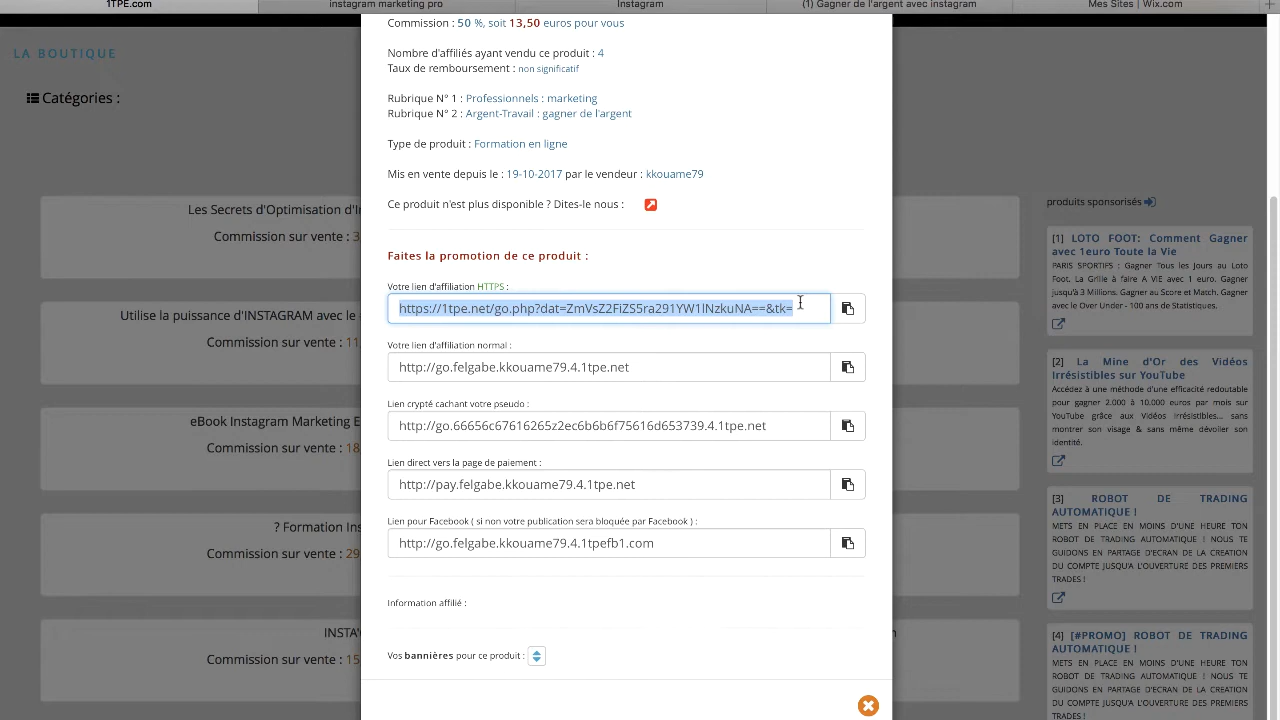 1TPE.com
instagram marketing pro
Instagram
(1) Gagner de l'argent avec instagram
Mes Sites | Wix.com
LA BOUTIQUE
Catégories :
Les Secrets d'Optimisation d'I
Commission sur vente : 3
Utilise la puissance d'INSTAGRAM avec le
Commission sur vente : 11
eBook Instagram Marketing E
Commission sur vente : 18
? Formation Ins
Commission sur vente : 29
INSTA'
Commission sur vente : 15
Commission : 50 %, soit 13,50 euros pour vous
Nombre d'affiliés ayant vendu ce produit : 4
Taux de remboursement : non significatif
Rubrique N° 1 : Professionnels : marketing
Rubrique N° 2 : Argent-Travail : gagner de l'argent
Type de produit : Formation en ligne
Mis en vente depuis le : 19-10-2017 par le vendeur : kkouame79
Ce produit n'est plus disponible ? Dites-le nous :
Faites la promotion de ce produit :
Votre lien d'affiliation HTTPS :
https://1tpe.net/go.php?dat=ZmVsZ2FiZS5ra291YW1lNzkuNA==&tk=
Votre lien d'affiliation normal :
http://go.felgabe.kkouame79.4.1tpe.net
Lien crypté cachant votre pseudo :
http://go.66656c67616265z2ec6b6b6f75616d653739.4.1tpe.net
Lien direct vers la page de paiement :
http://pay.felgabe.kkouame79.4.1tpe.net
Lien pour Facebook ( si non votre publication sera bloquée par Facebook ) :
http://go.felgabe.kkouame79.4.1tpefb1.com
Information affilié :
Vos bannières pour ce produit :
produits sponsorisés
[1] LOTO FOOT: Comment Gagner
avec 1euro Toute la Vie
PARIS SPORTIFS : Gagner Tous les Jours au Loto
Foot. La Grille à Faire A VIE avec 1 euro. Gagner
jusqu'à 3 Millions. Gagner au Score et Match. Gagner
avec le Over Under - 100 ans de Statistiques.
[2] La Mine d'Or des Vidéos
Irrésistibles sur YouTube
Accédez à une méthode d'une efficacité redoutable
pour gagner 2.000 à 10.000 euros par mois sur
YouTube grâce aux Vidéos irrésistibles... sans
montrer son visage & sans même dévoiler son
identité.
[3] ROBOT DE TRADING
AUTOMATIQUE !
METS EN PLACE EN MOINS D'UNE HEURE TON
ROBOT DE TRADING AUTOMATIQUE ! NOUS TE
GUIDONS EN PARTAGE D'ECRAN DE LA CREATION
DU COMPTE JUSQU'A L'OUVERTURE DES PREMIERS
TRADES !
[4] [#PROMO] ROBOT DE TRADING
AUTOMATIQUE !
METS EN PLACE EN MOINS D'UNE HEURE TON
ROBOT DE TRADING AUTOMATIQUE ! NOUS TE
GUIDONS EN PARTAGE D'ECRAN DE LA CREATION
DU COMPTE JUSQU'A L'OUVERTURE DES PREMIERS
TRADES !